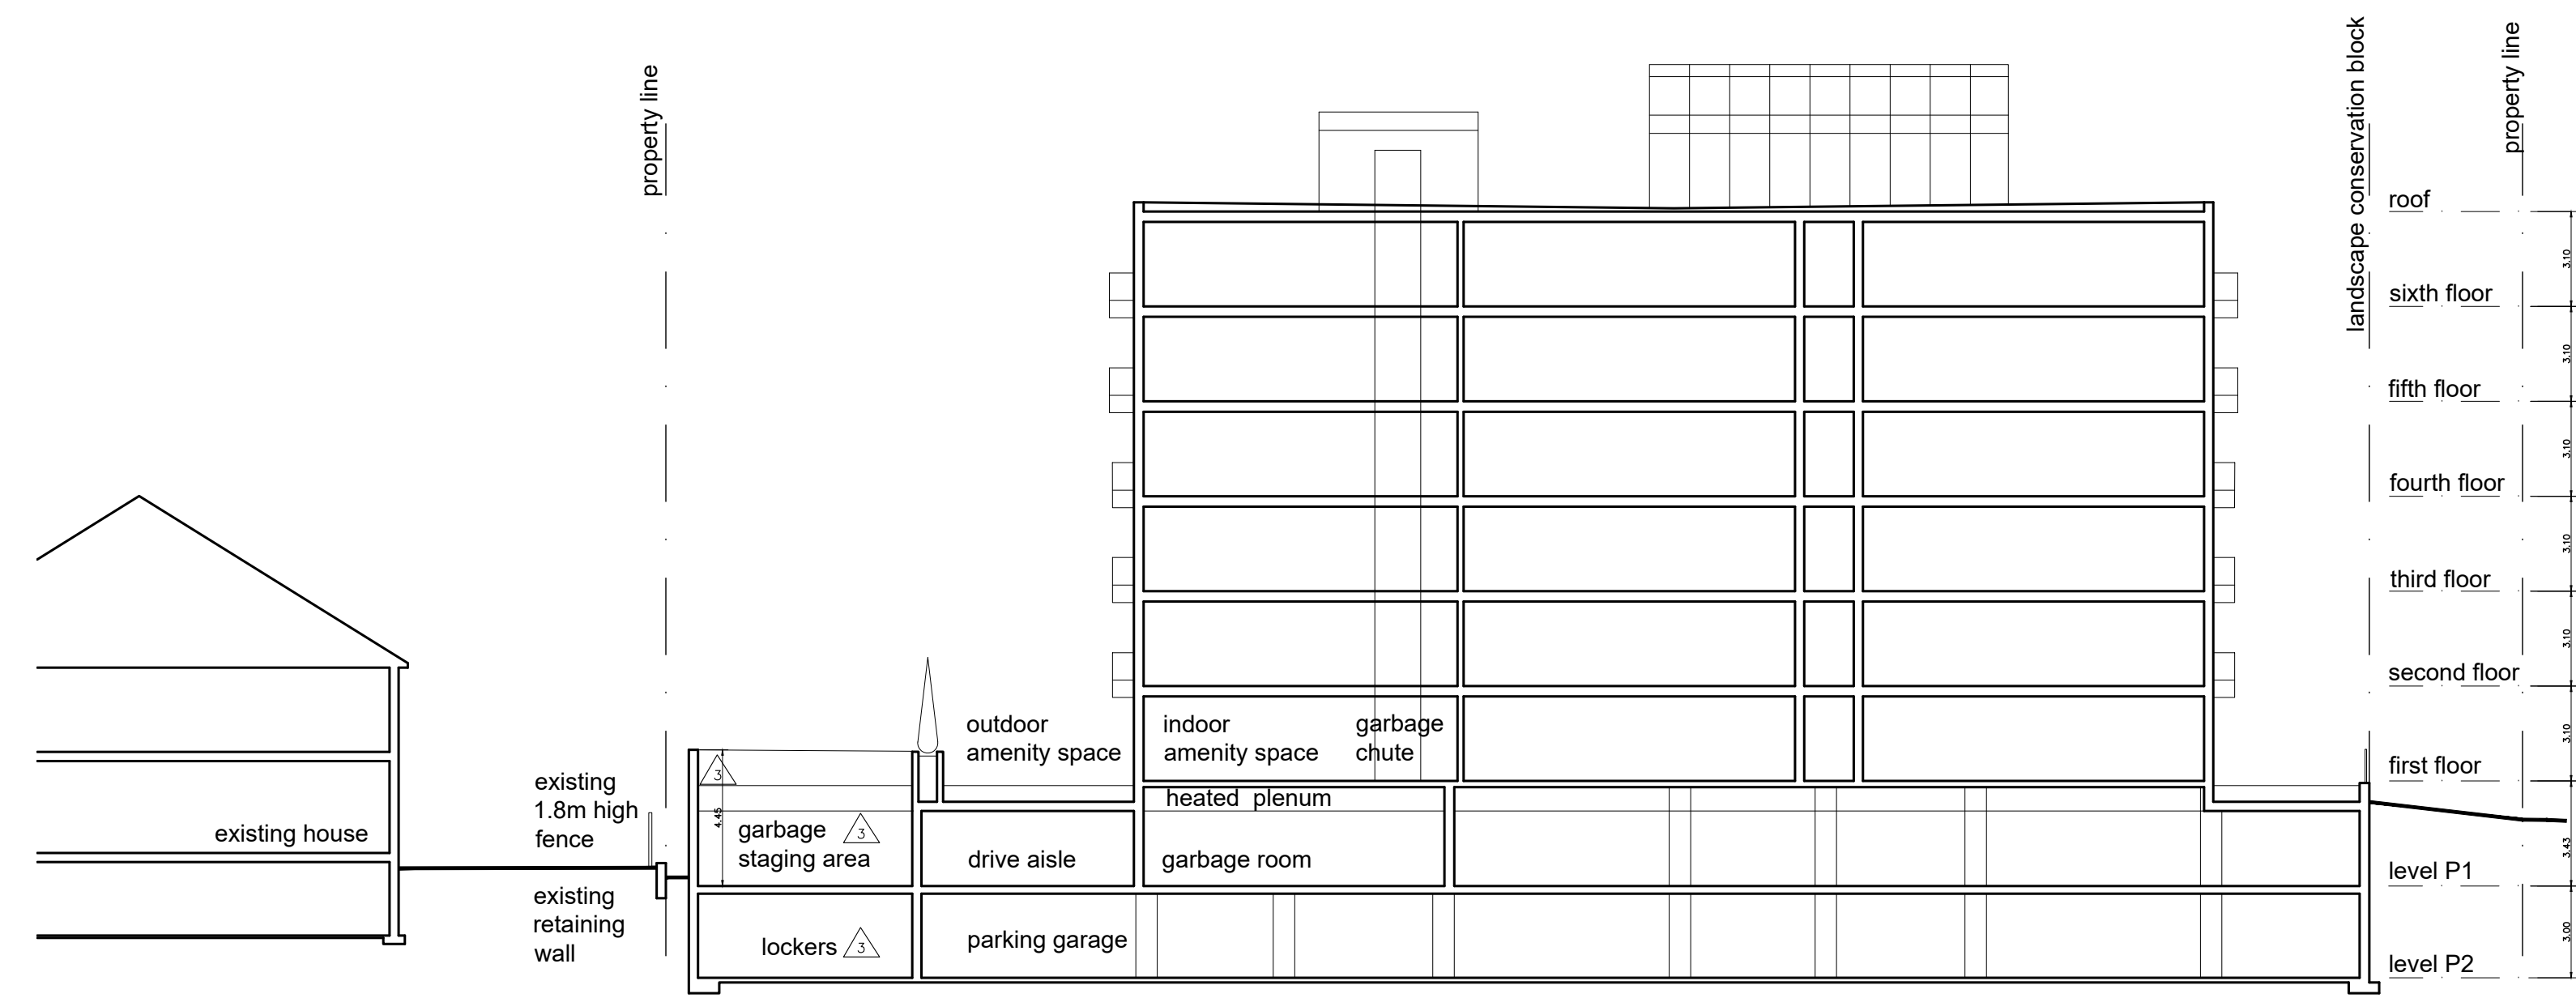 property line
landscape conservation block
property line
roof
3.10
sixth floor
3.10
fifth floor
3.10
fourth floor
3.10
third floor
3.10
second floor
3.10
first floor
3.43
level P1
3.00
level P2
outdoor
amenity space
indoor
amenity space
garbage
chute
3
4.45
existing
1.8m high
fence
existing house
garbage
staging area
3
heated plenum
drive aisle
garbage room
existing
retaining
wall
lockers
3
parking garage